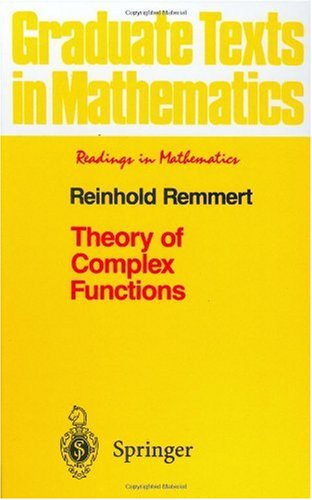 Graduate Texts
in Mathematics
Readings in Mathematics
Reinhold Remmert
Theory of
Complex
Functions
Springer